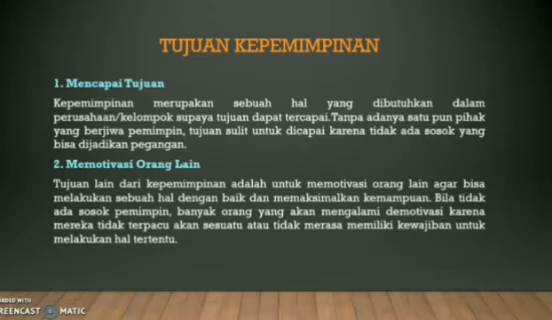 TUJUAN KEPEMIMPINAN
1. Mencapai Tujuan
Kepemimpinan merupakan sebuah hal yang dibutuhkan dalam
perusahaan/kelompok supaya tujuan dapat tercapai.Tanpa adanya satu pun pihak
yang berjiwa pemimpin, tujuan sulit untuk dicapai karena tidak ada sosok yang
bisa dijadikan pegangan.
2. Memotivasi Orang Lain
Tujuan lain dari kepemimpinan adalah untuk memotivasi orang lain agar bisa
melakukan sebuah hal dengan baik dan memaksimalkan kemampuan. Bila tidak
ada sosok pemimpin, banyak orang yang akan mengalami demotivasi karena
mereka tidak terpacu akan sesuatu atau tidak merasa memiliki kewajiban untuk
melakukan hal tertentu.
RDED WITH
REENCAST MATIC